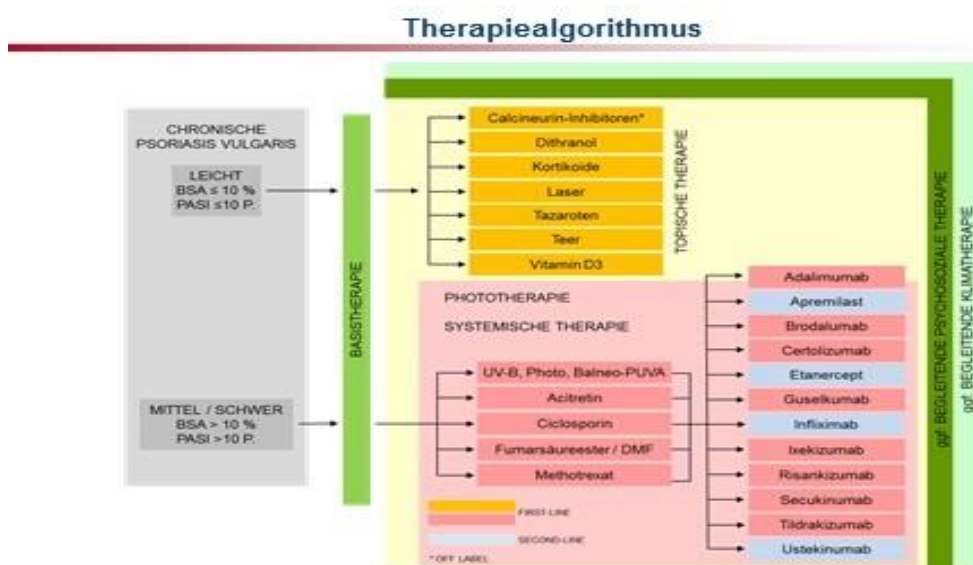 Therapiealgorithmus
CHRONISCHE
PSORIASIS VULGARIS
LEICHT
BSA ≤ 10 %
PASI ≤10 P.
MITTEL / SCHWER
BSA > 10 %
PASI >10 P.
BASISTHERAPIE
Calcineurin-Inhibitoren*
Dithranol
Kortikoide
Laser
Tazaroten
Teer
Vitamin D3
TOPISCHE THERAPIE
PHOTOTHERAPIE
SYSTEMISCHE THERAPIE
UV-B, Photo, Balneo-PUVA
Acitretin
Ciclosporin
Fumarsäureester / DMF
Methotrexat
FIRST-LINE
SECOND-LINE
* OFF LABEL
Adalimumab
Apremilast
Brodalumab
Certolizumab
Etanercept
Guselkumab
Infliximab
Ixekizumab
Risankizumab
Secukinumab
Tildrakizumab
Ustekinumab
ggf. BEGLEITENDE PSYCHOSOZIALE THERAPIE
ggf. BEGLEITENDE KLIMATHERAPIE